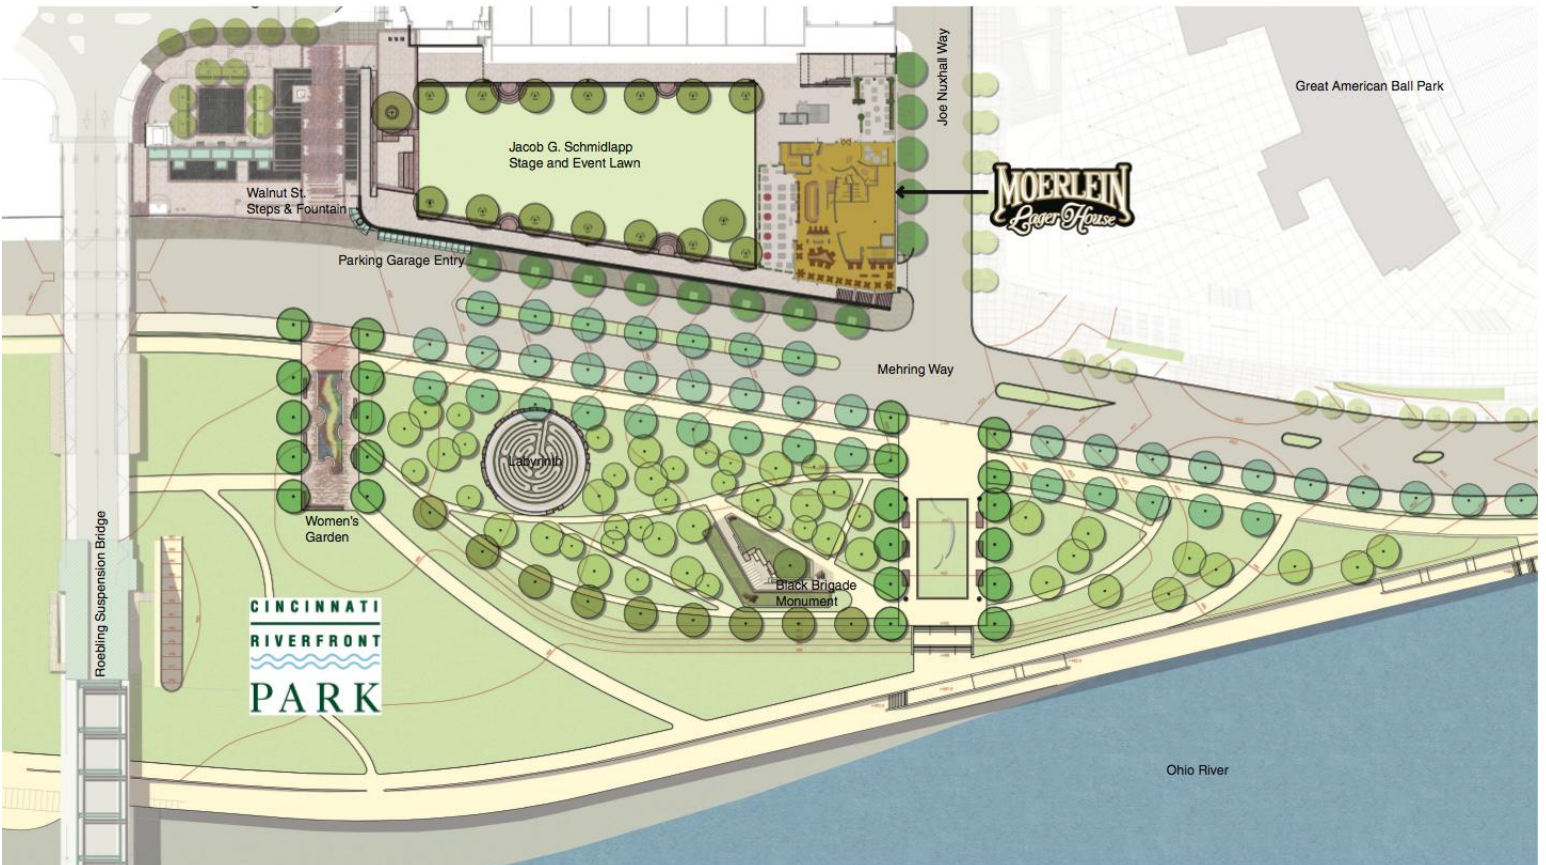 Joe Nuxhall Way
Great American Ball Park
Jacob G. Schmidlapp
Stage and Event Lawn
MOERLEIN
Lager House
Walnut St.
Steps & Fountain
Parking Garage Entry
Mehring Way
Labyrinth
Women's
Garden
Black Brigade
Monument
Roebling Suspension Bridge
CINCINNATI
RIVERFRONT
PARK
Ohio River